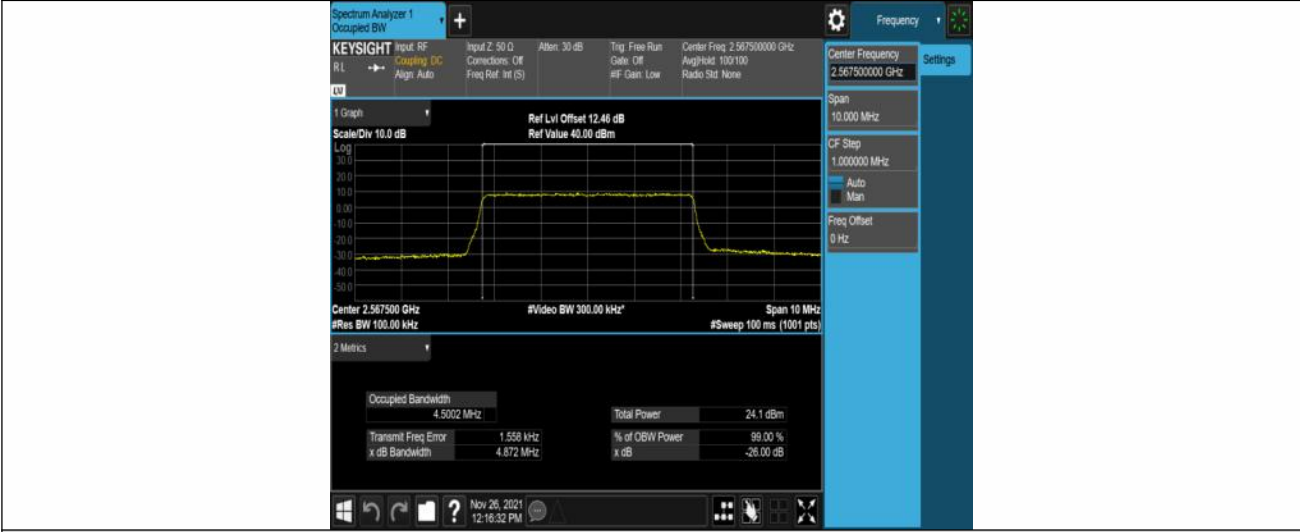 Spectrum Analyzer 1
Occupied BW
+
Frequency
KEYSIGHT
Input: RF
Coupling: DC
Align: Auto
Input Z: 50 Ω
Corrections: Off
Freq Ref: Int (S)
Atten: 30 dB
Trig: Free Run
Gate: Off
#IF Gain: Low
Center Freq: 2.567500000 GHz
Avg|Hold: 100/100
Radio Std: None
RL
LV
Center Frequency
2.567500000 GHz
Settings
Span
10.000 MHz
CF Step
1.000000 MHz
Auto
Man
Freq Offset
0 Hz
1 Graph
Scale/Div 10.0 dB
Ref Lvl Offset 12.46 dB
Ref Value 40.00 dBm
Log
30.0
20.0
10.0
0.00
-10.0
-20.0
-30.0
-40.0
-50.0
Center 2.567500 GHz
#Video BW 300.00 kHz*
Span 10 MHz
#Res BW 100.00 kHz
#Sweep 100 ms (1001 pts)
2 Metrics
Occupied Bandwidth
4.5002 MHz
Total Power 24.1 dBm
Transmit Freq Error 1.558 kHz
% of OBW Power 99.00 %
x dB Bandwidth 4.872 MHz
x dB -26.00 dB
?
Nov 26, 2021
12:16:32 PM